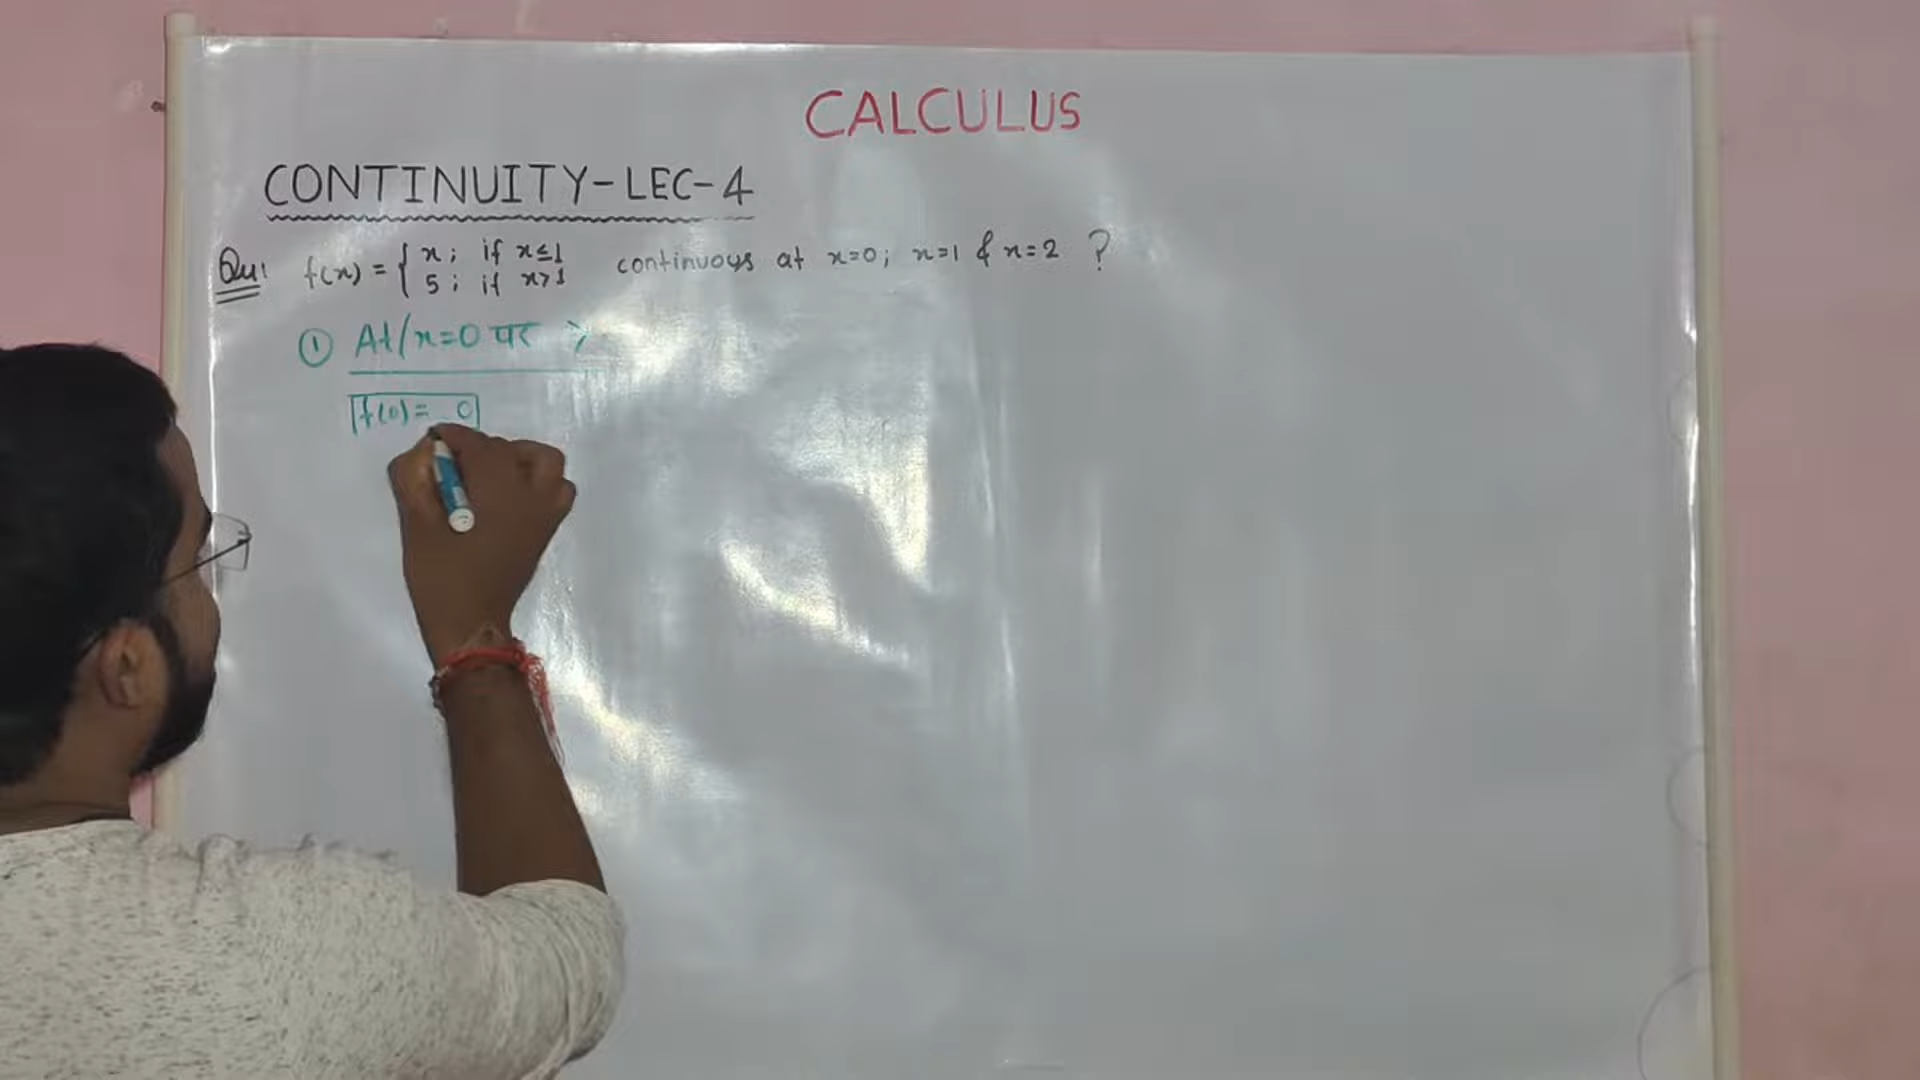 CALCULUS
CONTINUITY-LEC-4
Qu: f(x) = { x; if x≤1 continuous at x=0; x=1 & x=2 ?
5; if x>1
① At/x=0 पर >
f(0) = 0